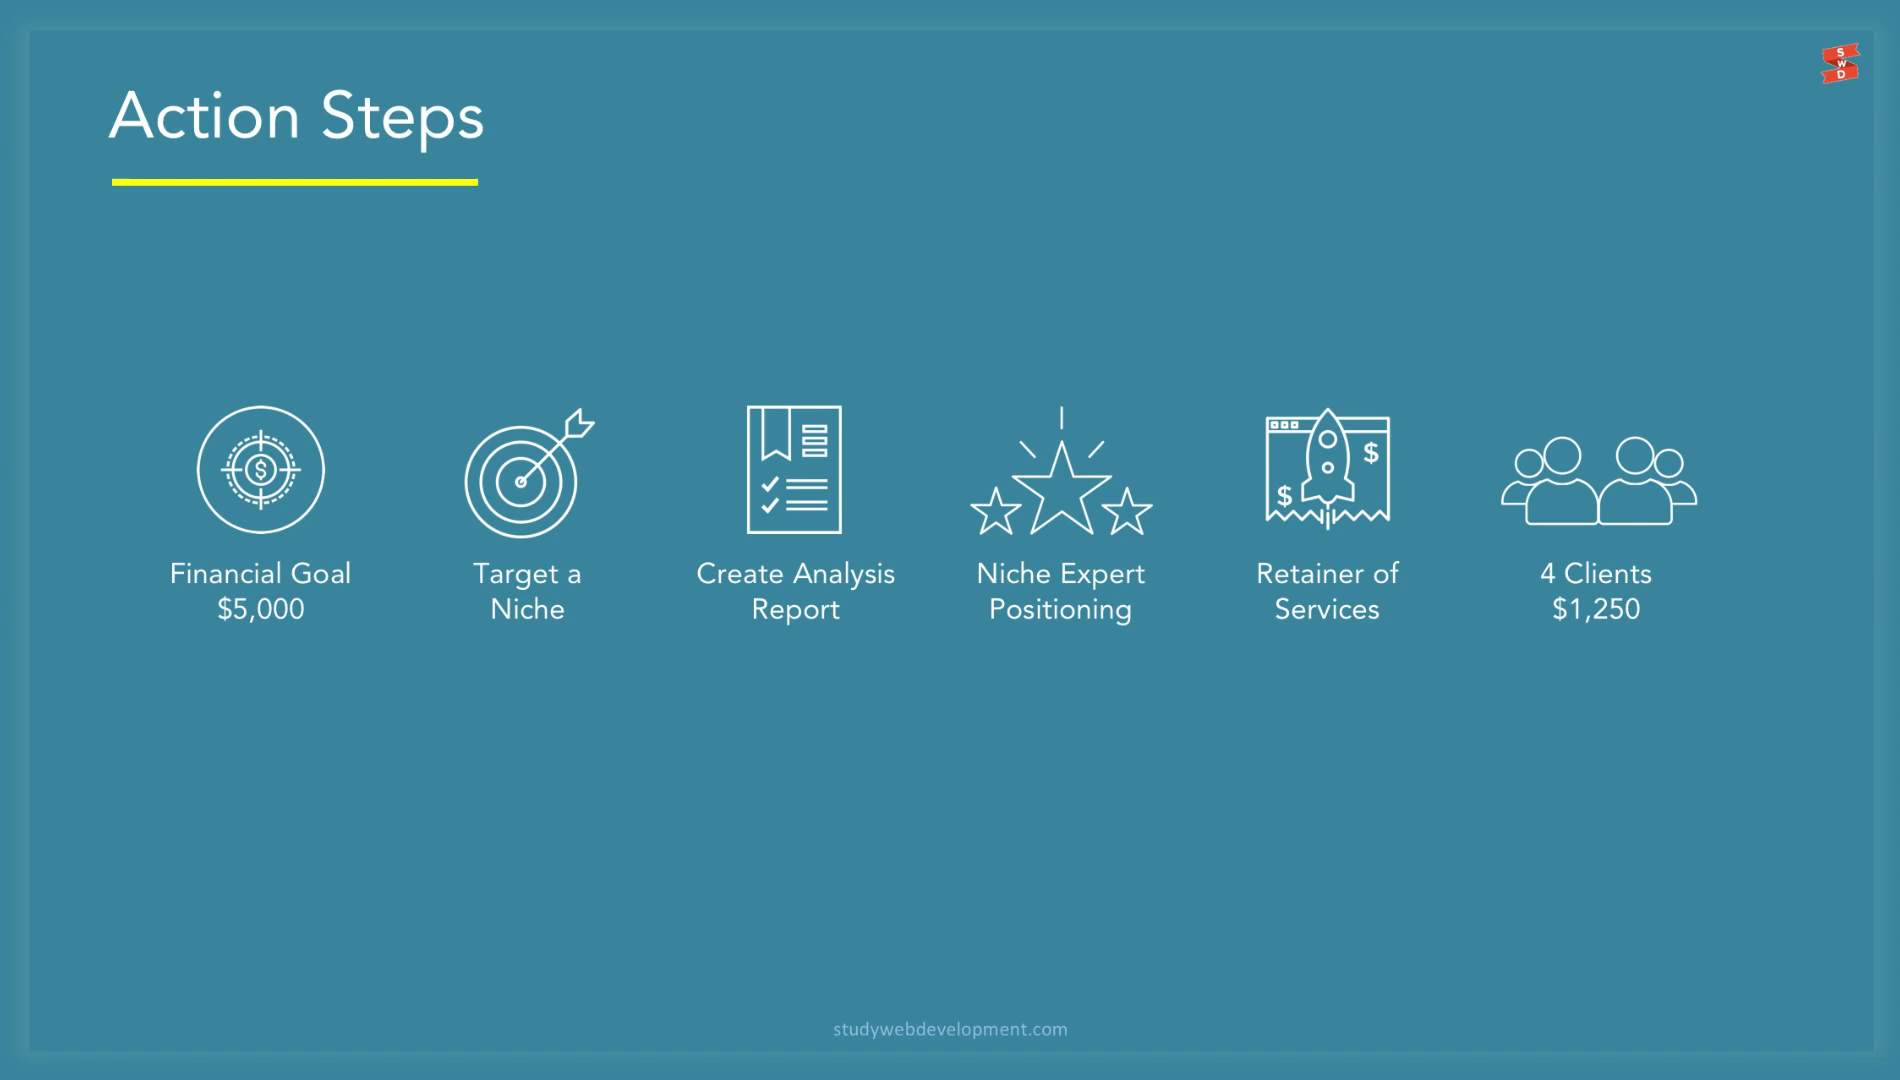 Action Steps
S
W
D
Financial Goal
$5,000
Target a
Niche
Create Analysis
Report
Niche Expert
Positioning
Retainer of
Services
4 Clients
$1,250
$
$
$
studywebdevelopment.com